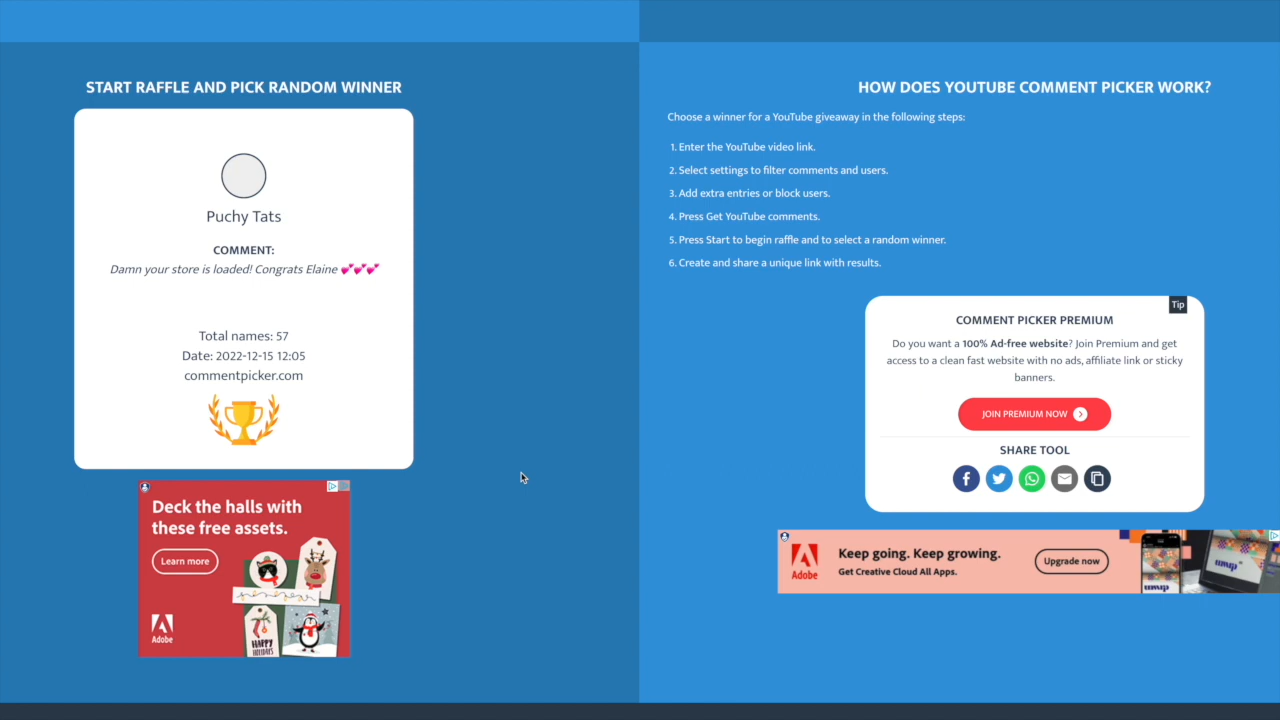 START RAFFLE AND PICK RANDOM WINNER
Puchy Tats
COMMENT:
Damn your store is loaded! Congrats Elaine 💕💕💕
Total names: 57
Date: 2022-12-15 12:05
commentpicker.com
Deck the halls with
these free assets.
Learn more
Adobe
HAPPY
HOLIDAYS
HOW DOES YOUTUBE COMMENT PICKER WORK?
Choose a winner for a YouTube giveaway in the following steps:
1. Enter the YouTube video link.
2. Select settings to filter comments and users.
3. Add extra entries or block users.
4. Press Get YouTube comments.
5. Press Start to begin raffle and to select a random winner.
6. Create and share a unique link with results.
Tip
COMMENT PICKER PREMIUM
Do you want a 100% Ad-free website? Join Premium and get
access to a clean fast website with no ads, affiliate link or sticky
banners.
JOIN PREMIUM NOW
SHARE TOOL
Adobe
Keep going. Keep growing.
Get Creative Cloud All Apps.
Upgrade now